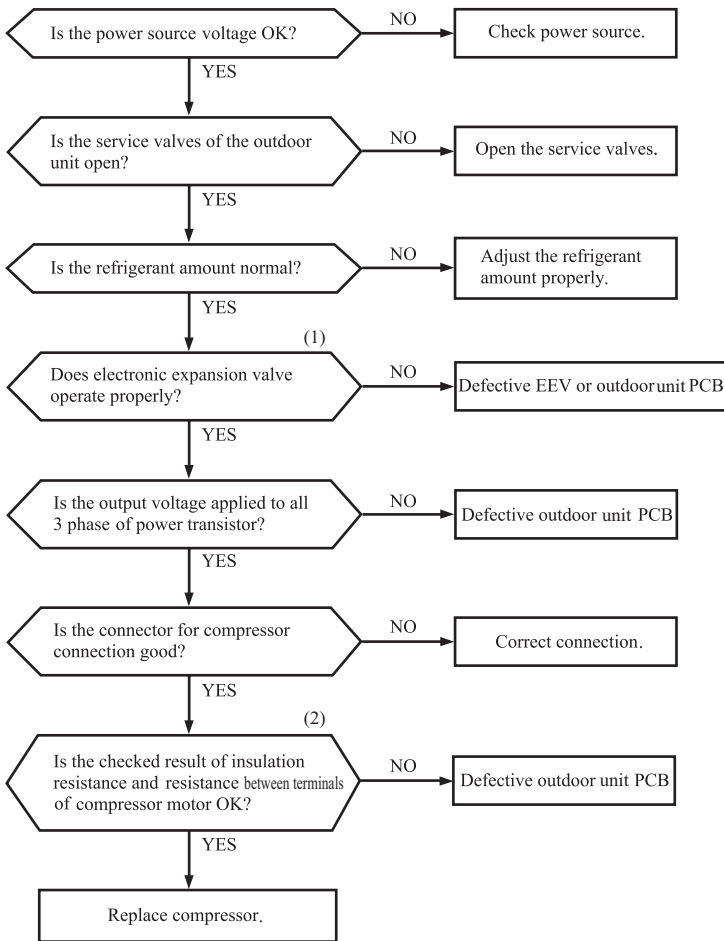 Is the power source voltage OK?
NO
Check power source.
YES
Is the service valves of the outdoor
unit open?
NO
Open the service valves.
YES
Is the refrigerant amount normal?
NO
Adjust the refrigerant
amount properly.
YES
(1)
Does electronic expansion valve
operate properly?
NO
Defective EEV or outdoor unit PCB
YES
Is the output voltage applied to all
3 phase of power transistor?
NO
Defective outdoor unit PCB
YES
Is the connector for compressor
connection good?
NO
Correct connection.
YES
(2)
Is the checked result of insulation
resistance and resistance between terminals
of compressor motor OK?
NO
Defective outdoor unit PCB
YES
Replace compressor.